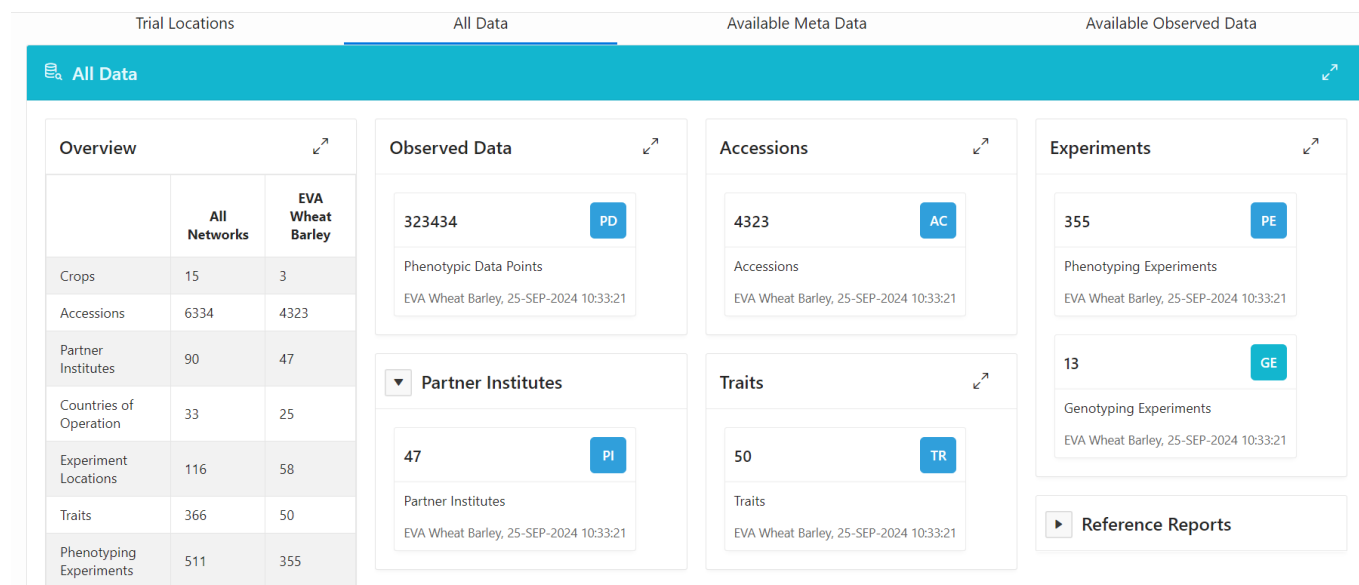 Trial Locations
All Data
Available Meta Data
Available Observed Data
All Data
Overview
All
Networks
EVA
Wheat
Barley
Crops 15 3
Accessions 6334 4323
Partner
Institutes 90 47
Countries of
Operation 33 25
Experiment
Locations 116 58
Traits 366 50
Phenotyping
Experiments 511 355
Observed Data
323434 PD
Phenotypic Data Points
EVA Wheat Barley, 25-SEP-2024 10:33:21
Partner Institutes
47 PI
Partner Institutes
EVA Wheat Barley, 25-SEP-2024 10:33:21
Accessions
4323 AC
Accessions
EVA Wheat Barley, 25-SEP-2024 10:33:21
Traits
50 TR
Traits
EVA Wheat Barley, 25-SEP-2024 10:33:21
Experiments
355 PE
Phenotyping Experiments
EVA Wheat Barley, 25-SEP-2024 10:33:21
13 GE
Genotyping Experiments
EVA Wheat Barley, 25-SEP-2024 10:33:21
Reference Reports